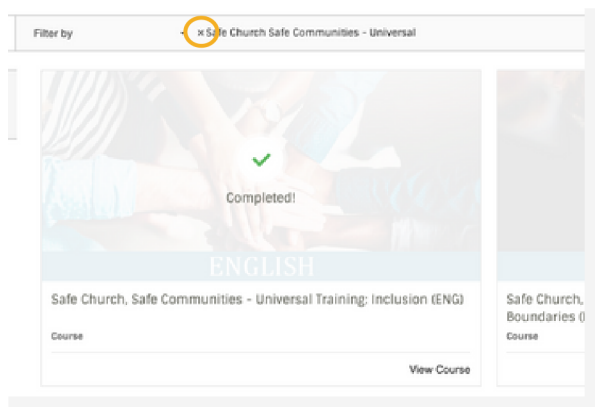 Filter by
× Safe Church Safe Communities - Universal
Completed!
ENGLISH
Safe Church, Safe Communities - Universal Training: Inclusion (ENG)
Course
View Course
Safe Church,
Boundaries (
Course